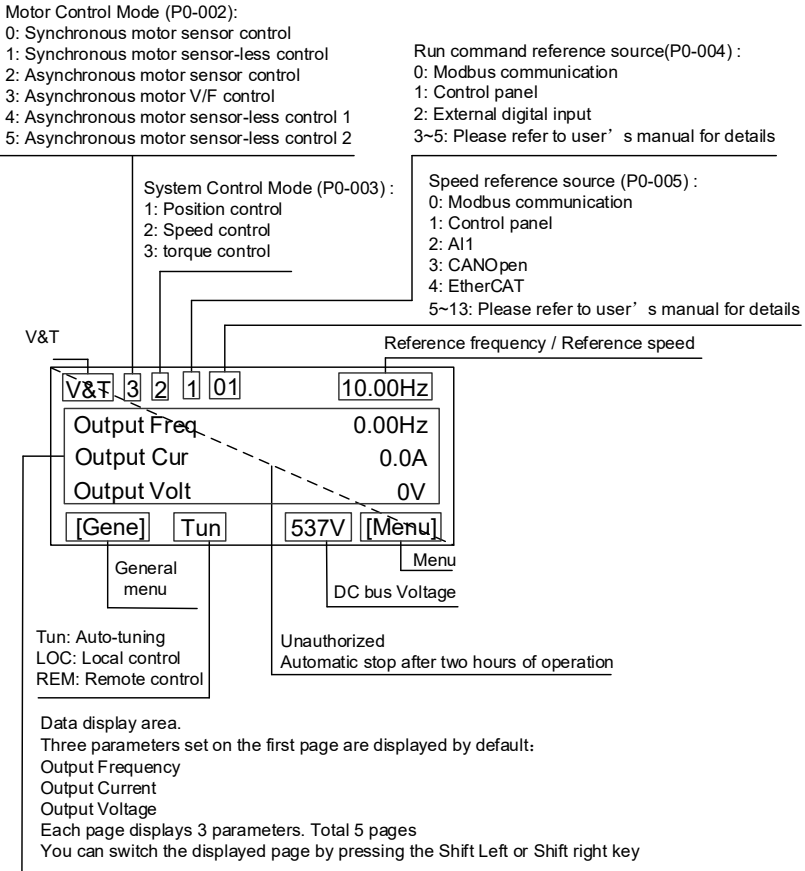 Motor Control Mode (P0-002):
0: Synchronous motor sensor control
1: Synchronous motor sensor-less control
2: Asynchronous motor sensor control
3: Asynchronous motor V/F control
4: Asynchronous motor sensor-less control 1
5: Asynchronous motor sensor-less control 2
Run command reference source(P0-004) :
0: Modbus communication
1: Control panel
2: External digital input
3~5: Please refer to user’ s manual for details
System Control Mode (P0-003) :
1: Position control
2: Speed control
3: torque control
Speed reference source (P0-005) :
0: Modbus communication
1: Control panel
2: AI1
3: CANOpen
4: EtherCAT
5~13: Please refer to user’ s manual for details
V&T
Reference frequency / Reference speed
V&T 3 2 1 01 10.00Hz
Output Freq 0.00Hz
Output Cur 0.0A
Output Volt 0V
[Gene] Tun 537V [Menu]
General
menu
Menu
DC bus Voltage
Tun: Auto-tuning
LOC: Local control
REM: Remote control
Unauthorized
Automatic stop after two hours of operation
Data display area.
Three parameters set on the first page are displayed by default：
Output Frequency
Output Current
Output Voltage
Each page displays 3 parameters. Total 5 pages
You can switch the displayed page by pressing the Shift Left or Shift right key